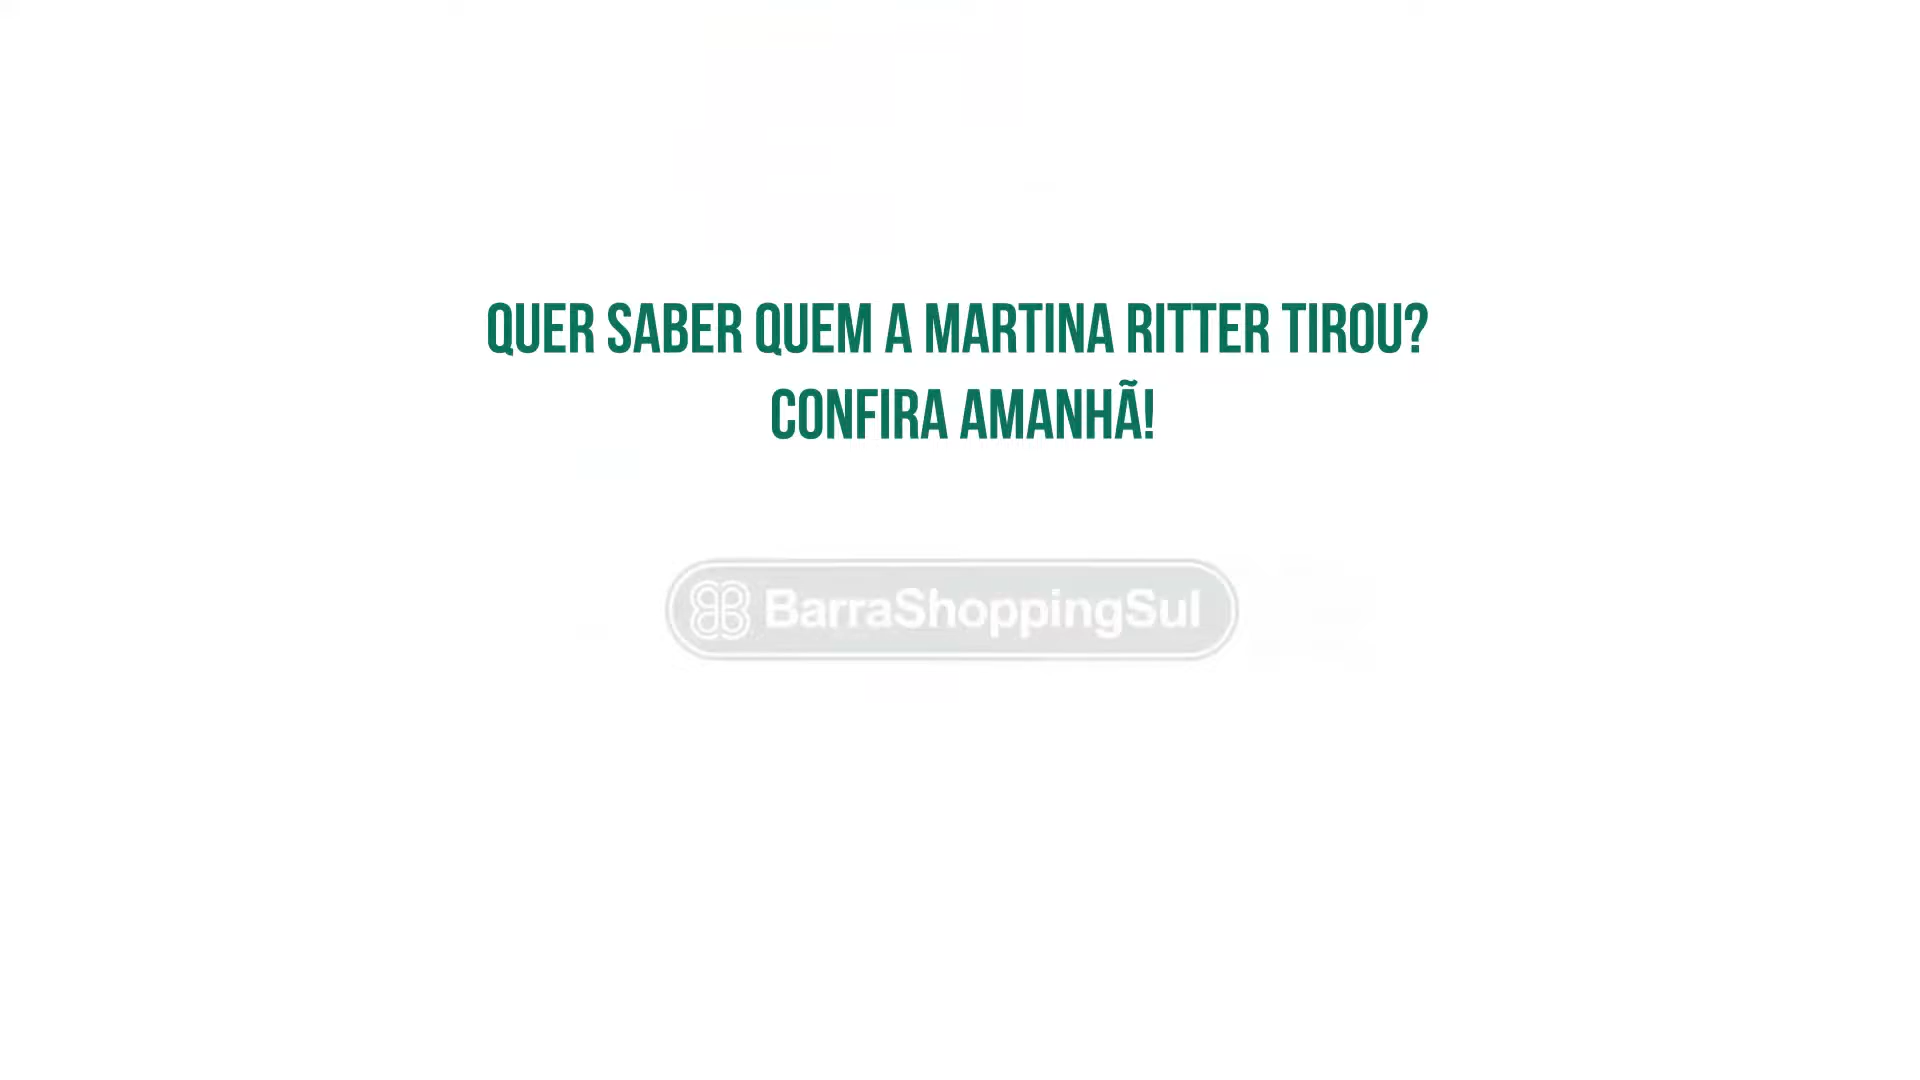 QUER SABER QUEM A MARTINA RITTER TIROU?
CONFIRA AMANHÃ!
BarraShoppingSul